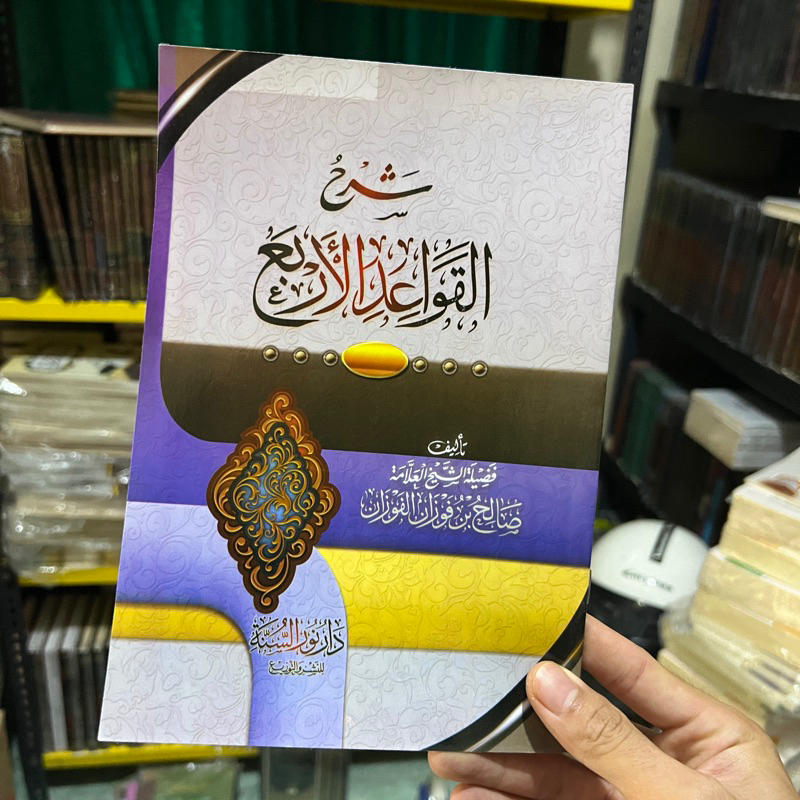 شرح
القواعد الأربع
تأليف
فضيلة الشيخ العلامة
صالح بن فوزان الفوزان
دار نور السنة
للنشر والتوزيع